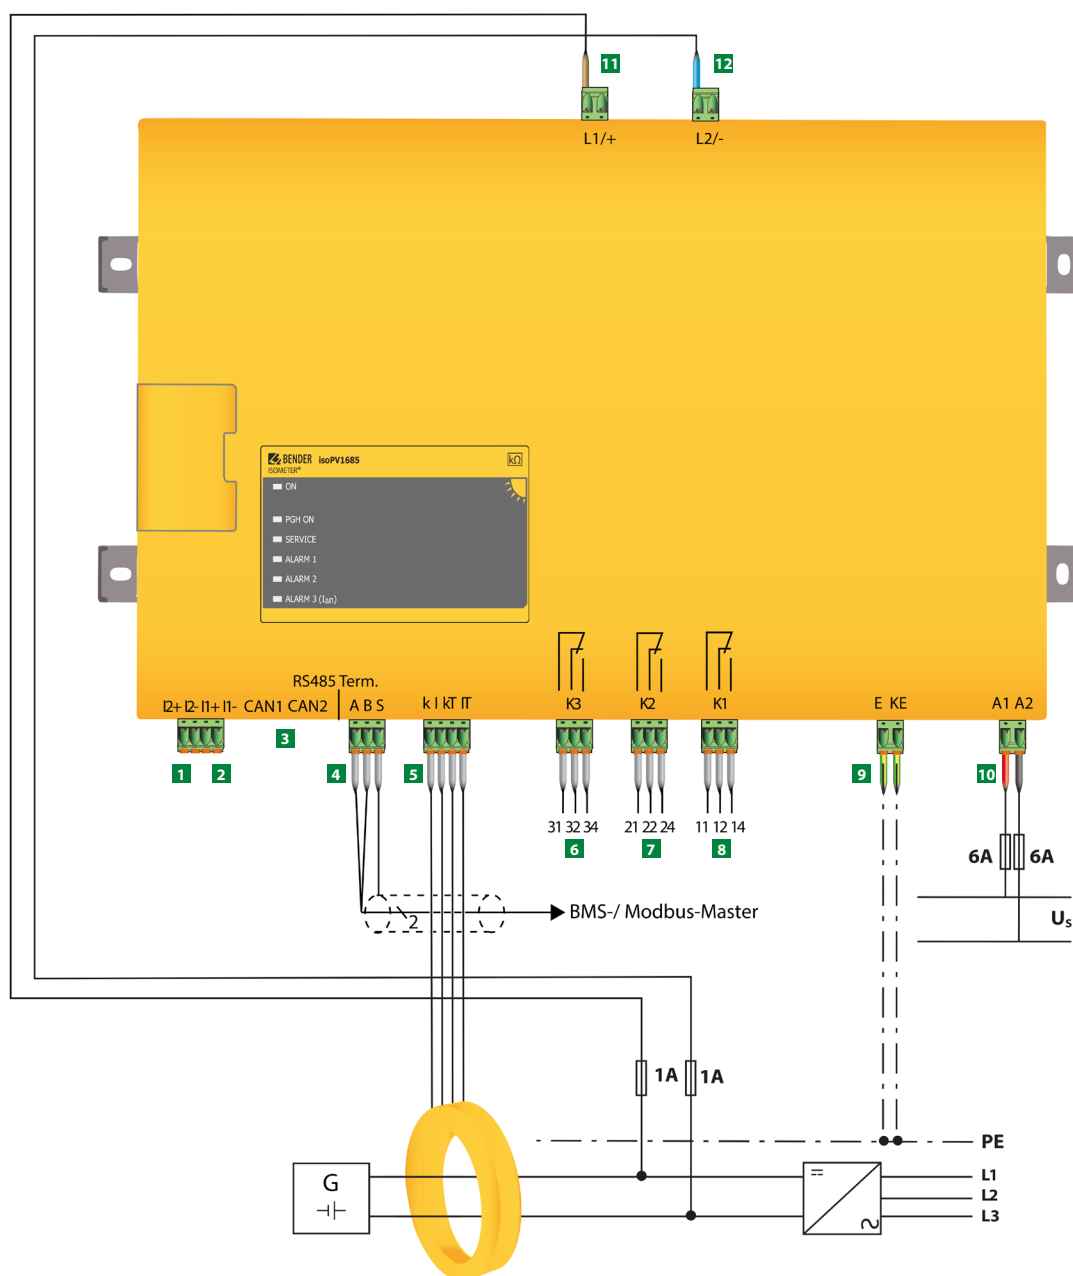 11
12
L1/+
L2/-
BENDER isoPV1685
kΩ
ISOMETER®
ON
PGH ON
SERVICE
ALARM 1
ALARM 2
ALARM 3 (I∆n)
RS485 Term.
I2+ I2- I1+ I1- CAN1 CAN2
A B S
k l kT lT
K3
K2
K1
E KE
A1 A2
1
2
3
4
5
9
10
31 32 34
21 22 24
11 12 14
6
7
8
6A
6A
2
BMS-/ Modbus-Master
Us
1A
1A
PE
G
L1
L2
L3